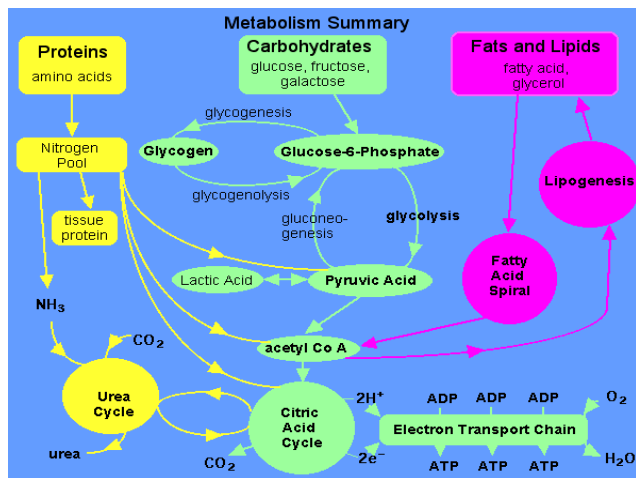 Metabolism Summary
Proteins
amino acids
Carbohydrates
glucose, fructose,
galactose
Fats and Lipids
fatty acid,
glycerol
glycogenesis
Nitrogen
Pool
Glycogen
Glucose-6-Phosphate
Lipogenesis
glycogenolysis
tissue
protein
gluconeo-
genesis
glycolysis
Fatty
Acid
Spiral
Lactic Acid
Pyruvic Acid
NH3
CO2
acetyl Co A
Urea
Cycle
Citric
Acid
Cycle
2H+
2e−
ADP ADP ADP
O2
Electron Transport Chain
urea
CO2
ATP ATP ATP
H2O